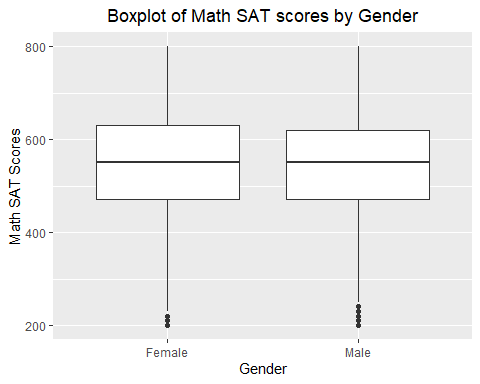 Boxplot of Math SAT scores by Gender
Math SAT Scores
800
600
400
200
Female
Male
Gender